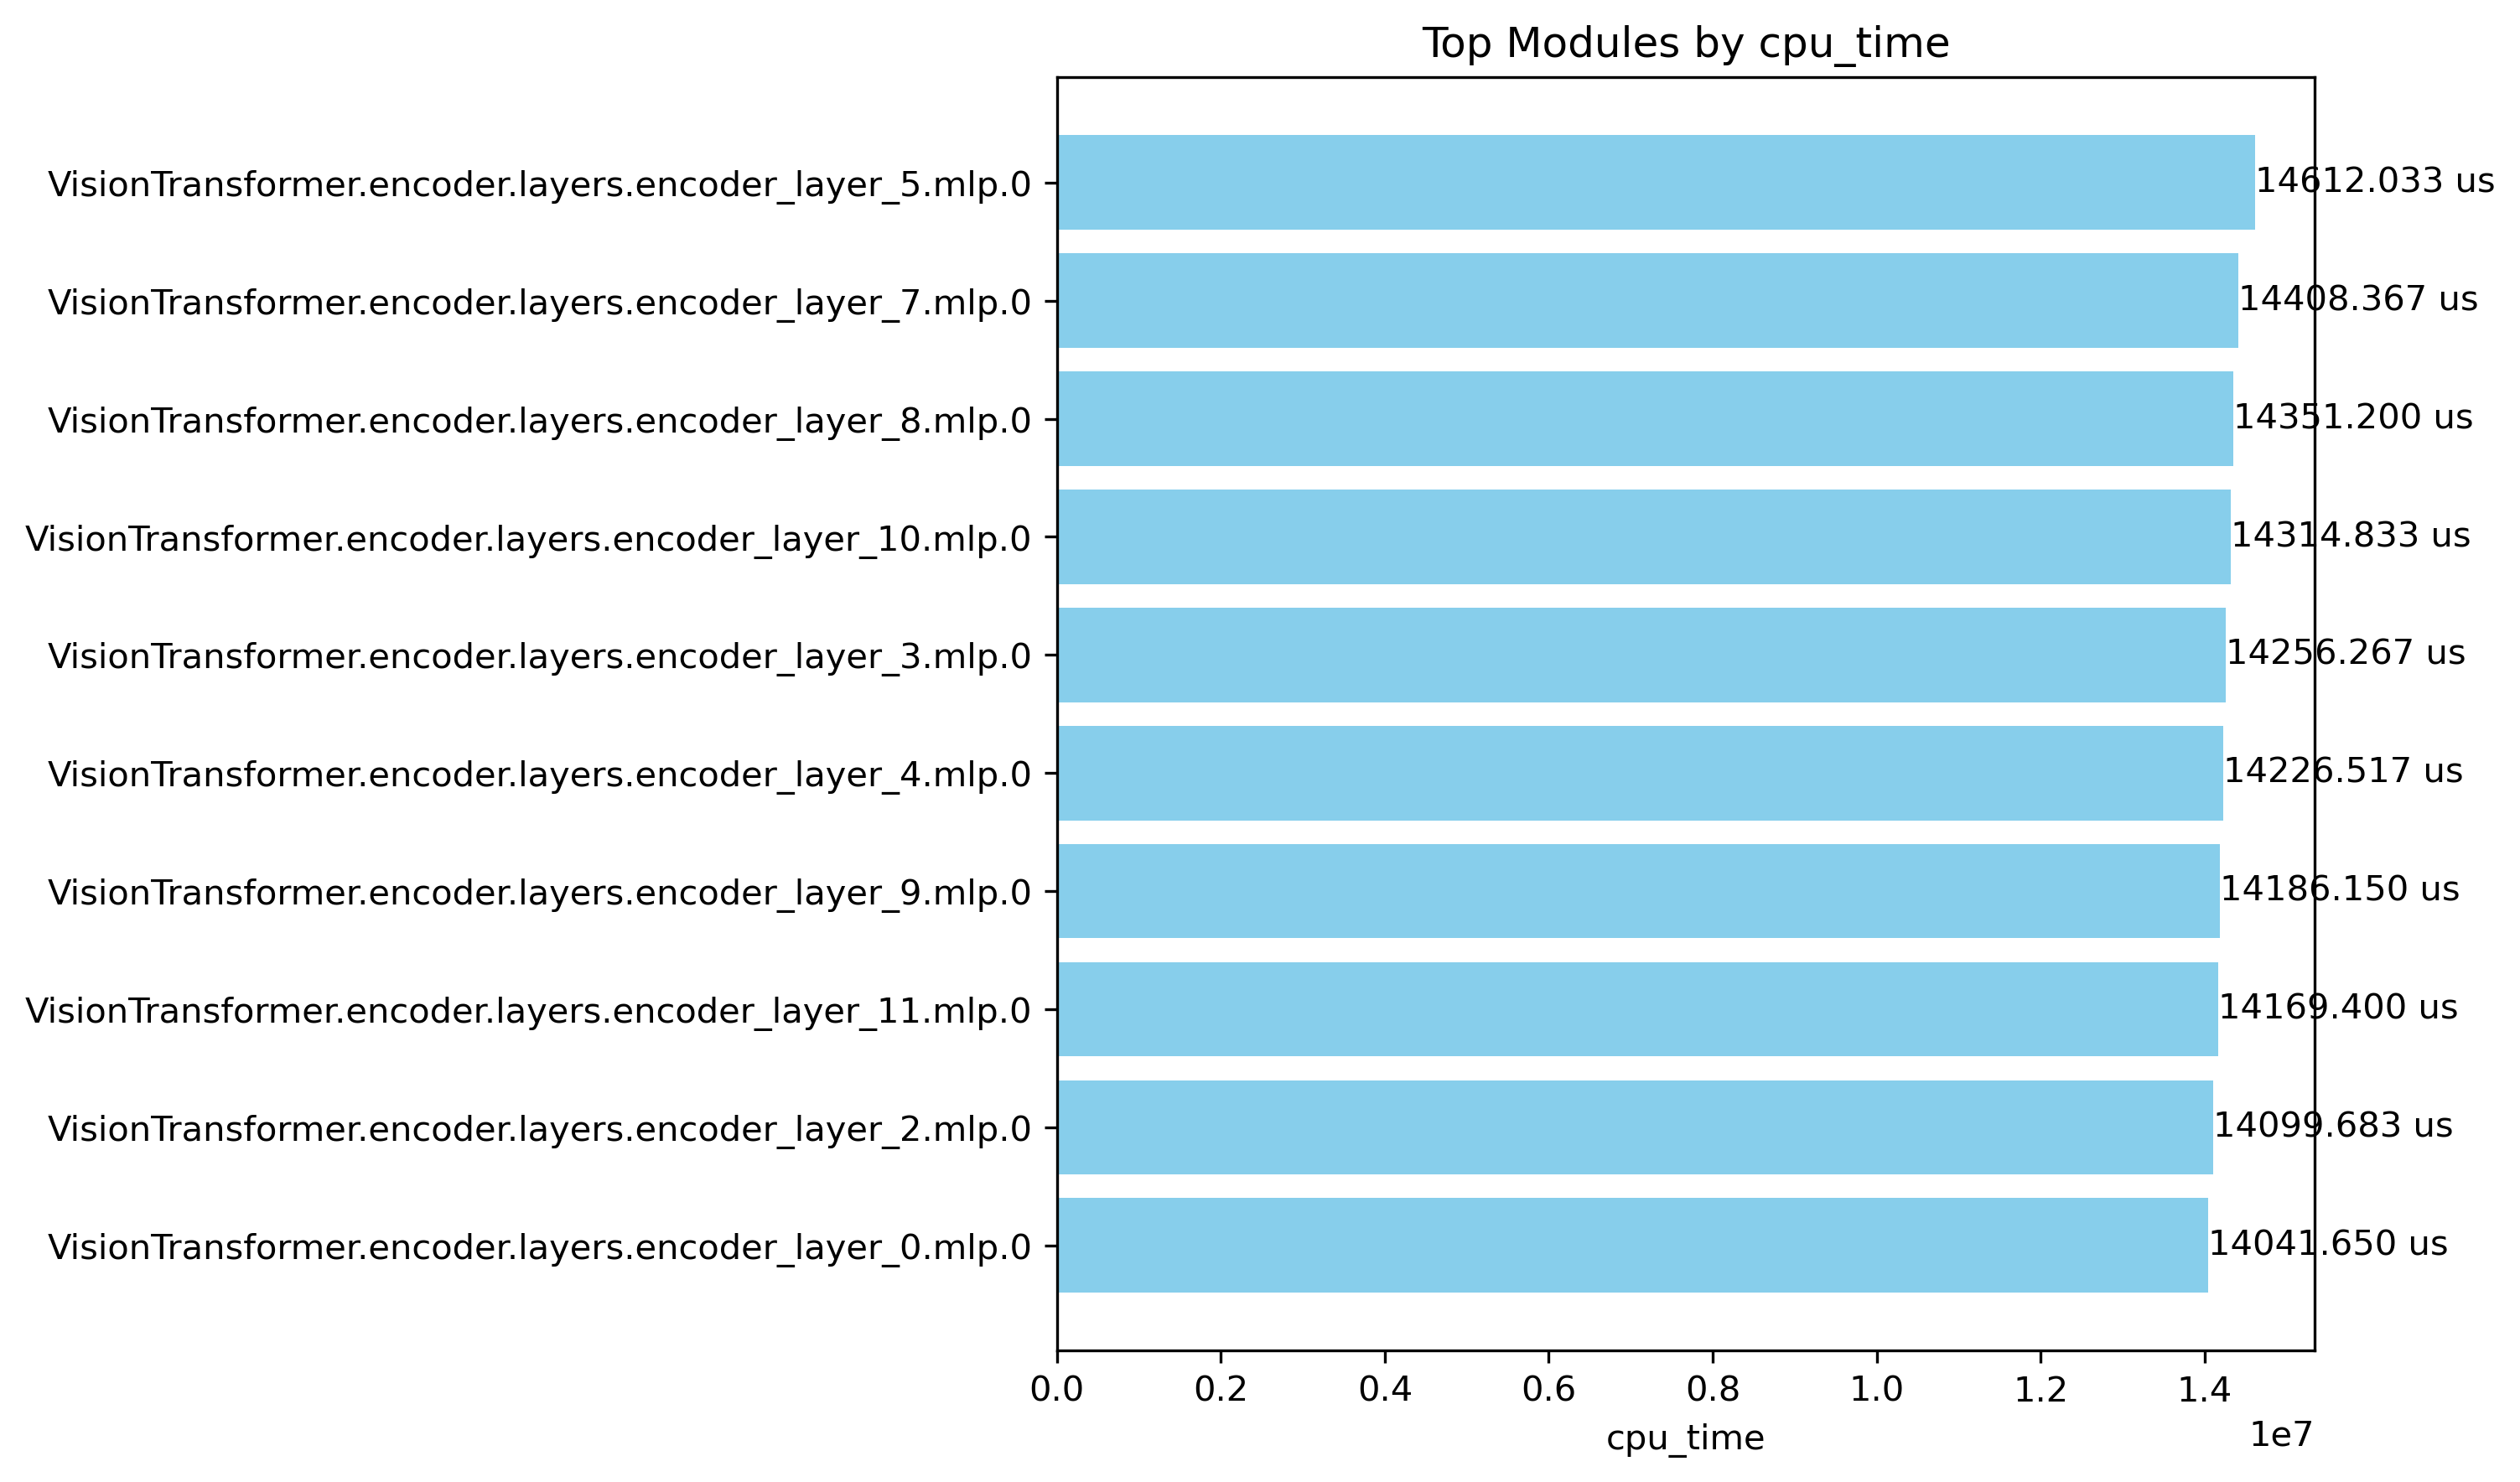 Top Modules by cpu_time
VisionTransformer.encoder.layers.encoder_layer_5.mlp.0 14612.033 us
VisionTransformer.encoder.layers.encoder_layer_7.mlp.0 14408.367 us
VisionTransformer.encoder.layers.encoder_layer_8.mlp.0 14351.200 us
VisionTransformer.encoder.layers.encoder_layer_10.mlp.0 14314.833 us
VisionTransformer.encoder.layers.encoder_layer_3.mlp.0 14256.267 us
VisionTransformer.encoder.layers.encoder_layer_4.mlp.0 14226.517 us
VisionTransformer.encoder.layers.encoder_layer_9.mlp.0 14186.150 us
VisionTransformer.encoder.layers.encoder_layer_11.mlp.0 14169.400 us
VisionTransformer.encoder.layers.encoder_layer_2.mlp.0 14099.683 us
VisionTransformer.encoder.layers.encoder_layer_0.mlp.0 14041.650 us
0.0 0.2 0.4 0.6 0.8 1.0 1.2 1.4
1e7
cpu_time